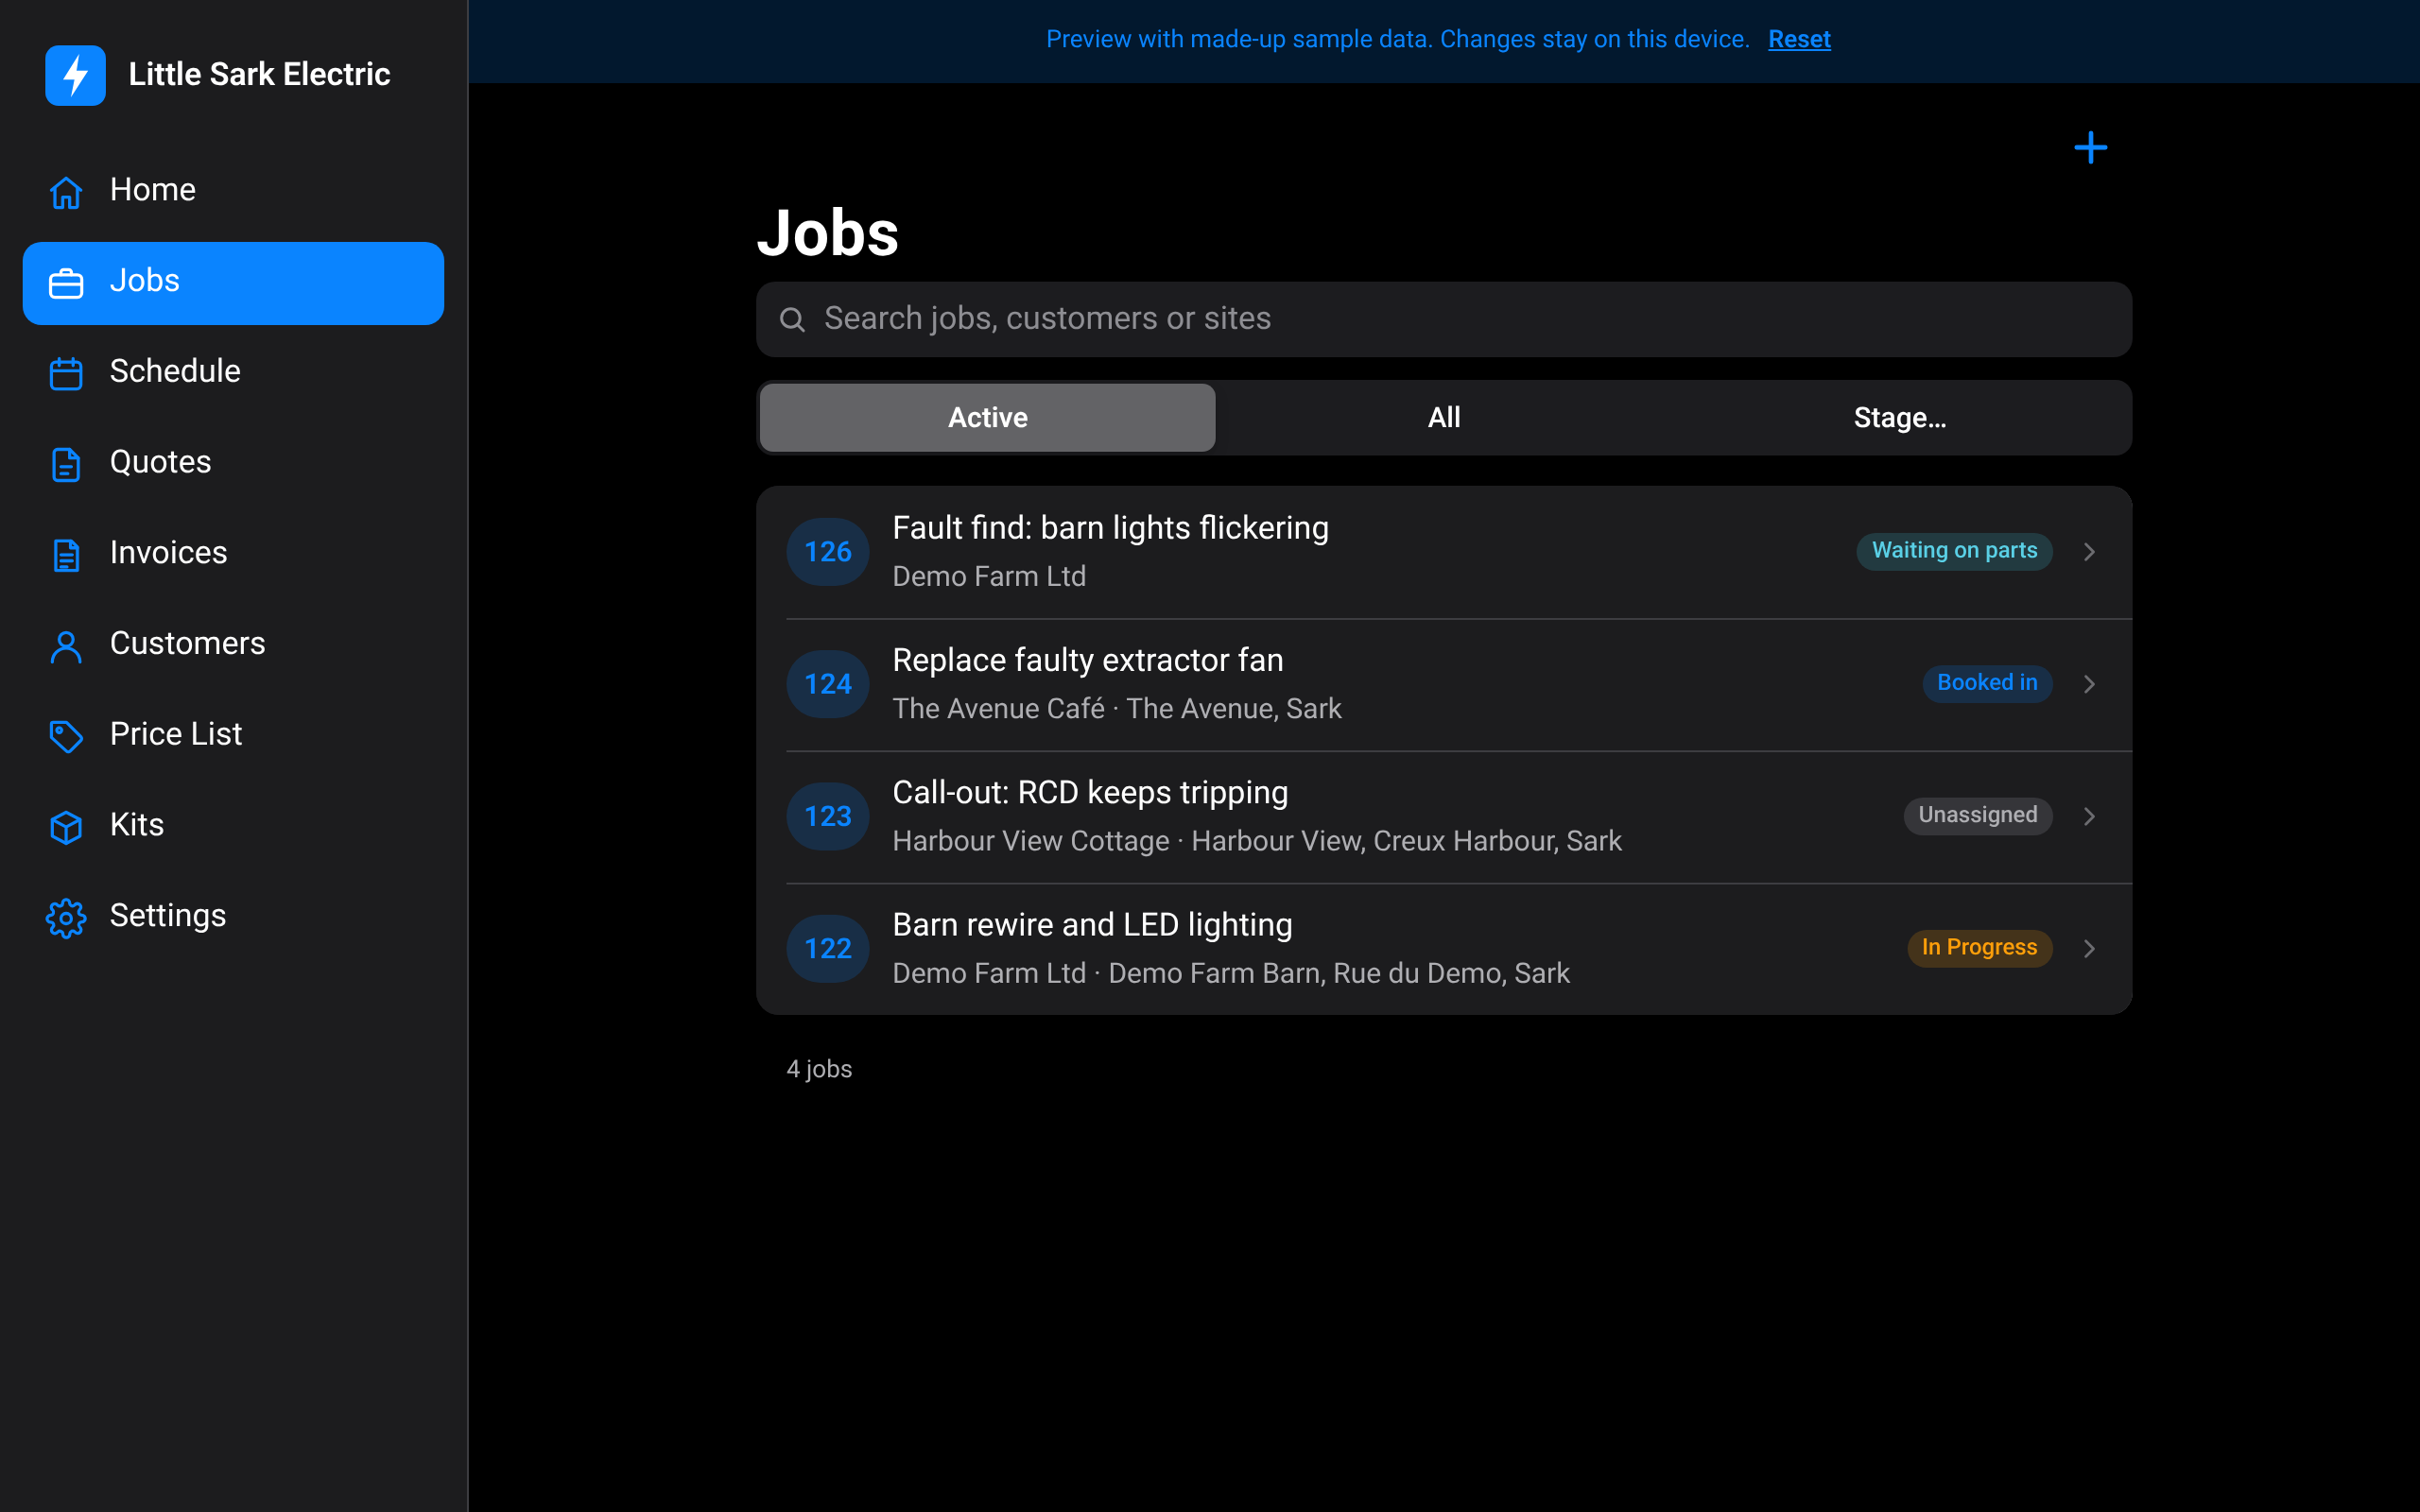 Little Sark Electric
Home
Jobs
Schedule
Quotes
Invoices
Customers
Price List
Kits
Settings
Preview with made-up sample data. Changes stay on this device. Reset
Jobs
Search jobs, customers or sites
Active All Stage...
126 Fault find: barn lights flickering
Demo Farm Ltd
Waiting on parts
124 Replace faulty extractor fan
The Avenue Café · The Avenue, Sark
Booked in
123 Call-out: RCD keeps tripping
Harbour View Cottage · Harbour View, Creux Harbour, Sark
Unassigned
122 Barn rewire and LED lighting
Demo Farm Ltd · Demo Farm Barn, Rue du Demo, Sark
In Progress
4 jobs